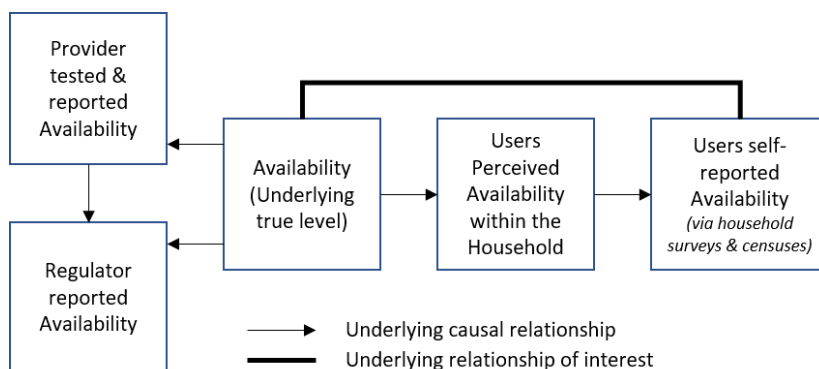 Provider
tested &
reported
Availability
Availability
(Underlying
true level)
Users
Perceived
Availability
within the
Household
Users self-
reported
Availability
(via household
surveys & censuses)
Regulator
reported
Availability
Underlying causal relationship
Underlying relationship of interest